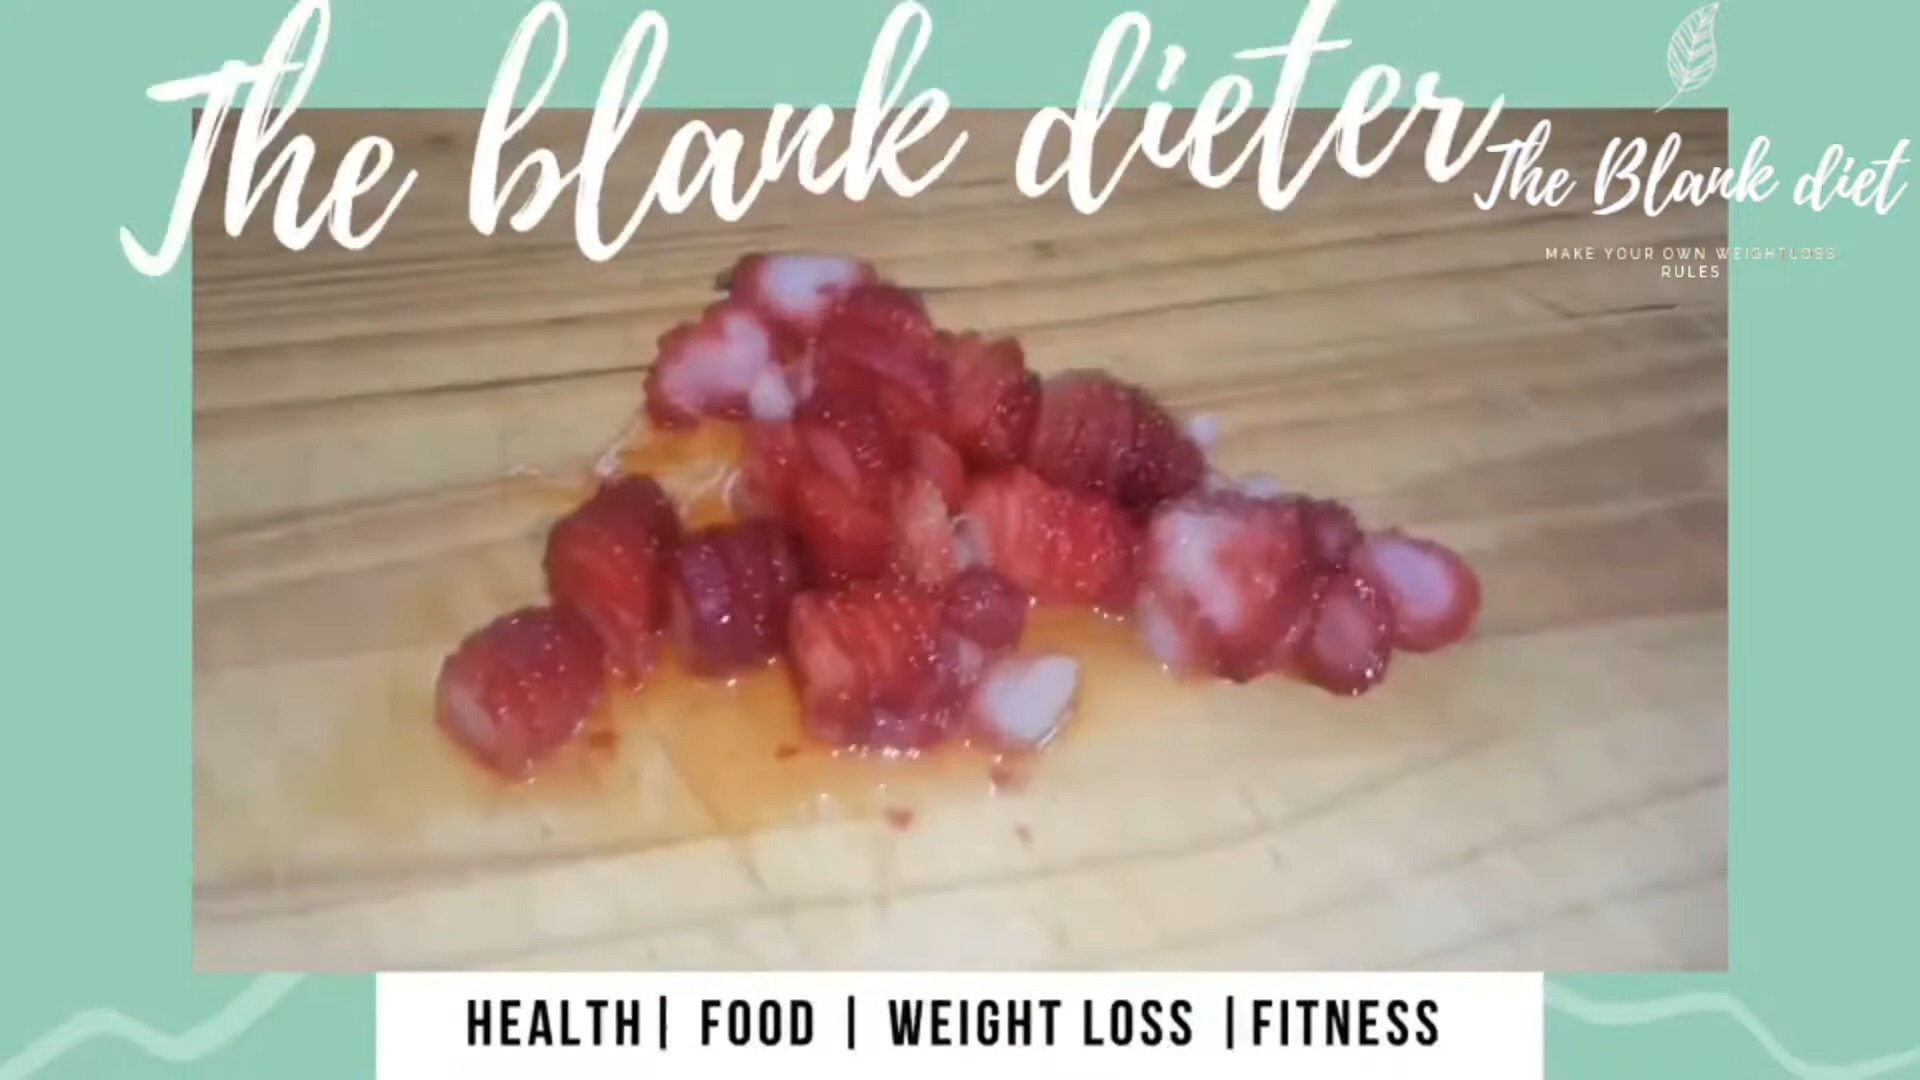 The blank dieter
The Blank diet
MAKE YOUR OWN WEIGHTLOSS
RULES
HEALTH| FOOD | WEIGHT LOSS |FITNESS